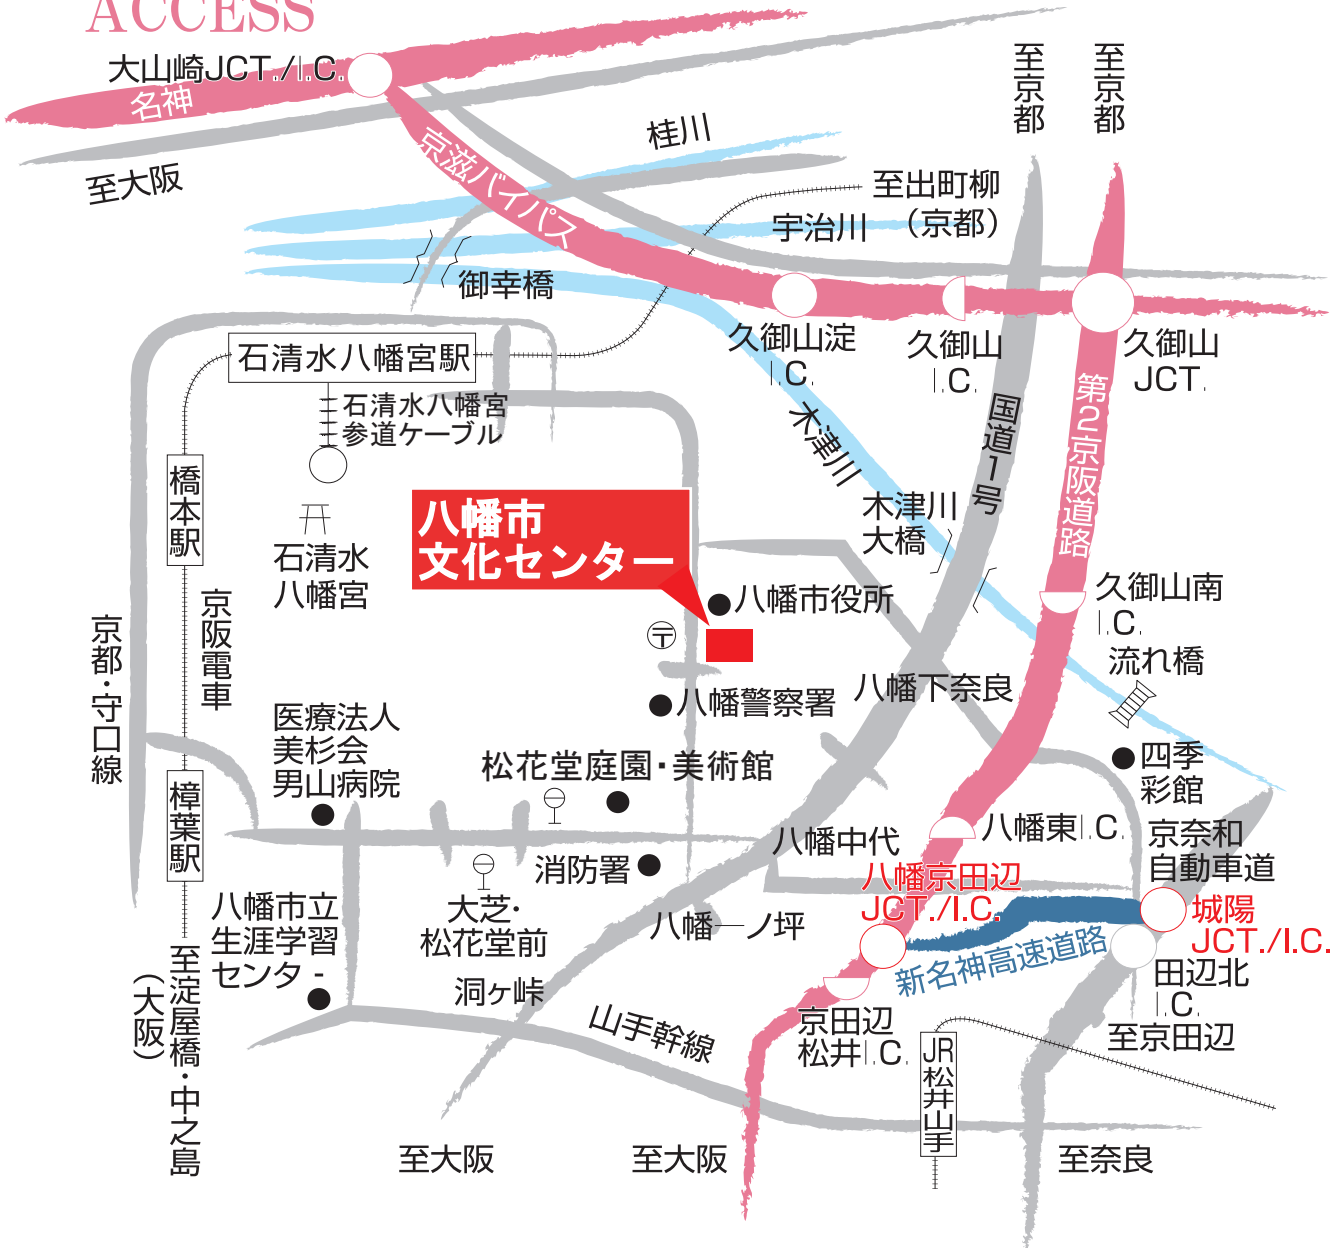 ACCESS
大山崎JCT./I.C.
名神
至大阪
京滋バイパス
桂川
至京都
至京都
至出町柳
（京都）
宇治川
御幸橋
久御山淀
I.C.
久御山
I.C.
久御山
JCT.
石清水八幡宮駅
石清水八幡宮
参道ケーブル
木津川
国道1号
第2京阪道路
橋本駅
石清水
八幡宮
八幡市
文化センター
木津川
大橋
八幡市役所
〒
久御山南
I.C.
流れ橋
京阪電車
京都・守口線
八幡警察署
八幡下奈良
医療法人
美杉会
男山病院
松花堂庭園・美術館
四季
彩館
樟葉駅
消防署
八幡中代
八幡東I.C.
京奈和
自動車道
八幡京田辺
JCT./I.C.
城陽
JCT./I.C.
八幡市立
生涯学習
センタ-
大芝・
松花堂前
八幡一ノ坪
新名神高速道路
田辺北
I.C.
至京田辺
至淀屋橋・中之島
（大阪）
洞ヶ峠
山手幹線
京田辺
松井I.C.
JR松井山手
至大阪
至大阪
至奈良